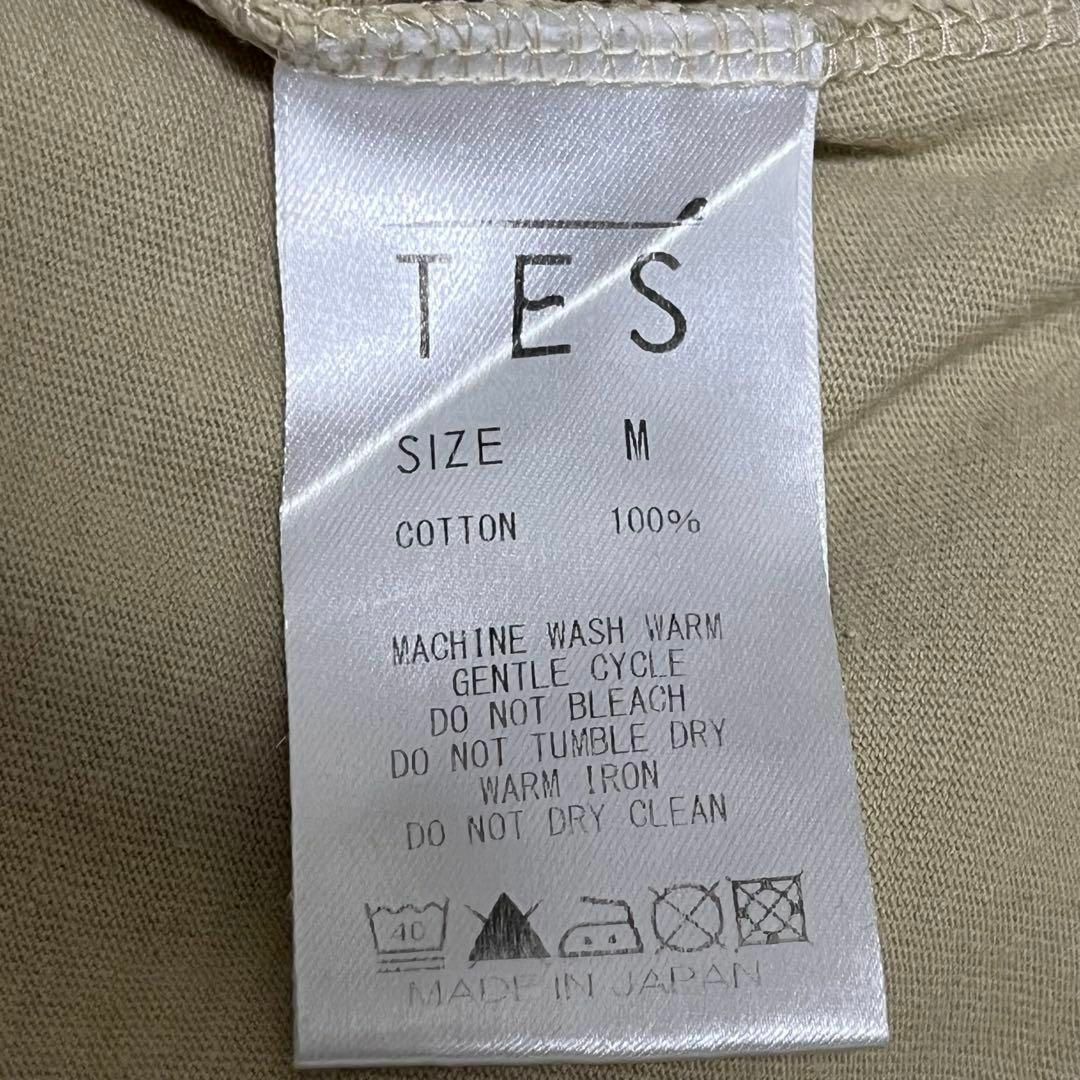 TES
SIZE M
COTTON 100%
MACHINE WASH WARM
GENTLE CYCLE
DO NOT BLEACH
DO NOT TUMBLE DRY
WARM IRON
DO NOT DRY CLEAN
40
MADE IN JAPAN